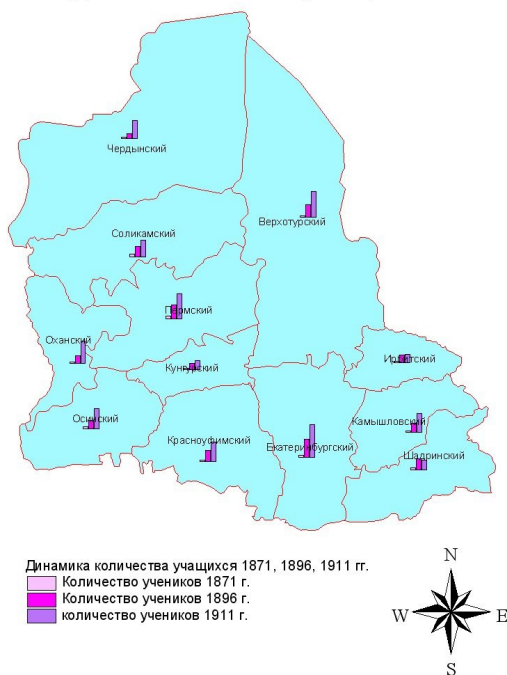 Чердынский
Верхотурский
Соликамский
Пермский
Оханский
Кунгурский
Ирбитский
Осинский
Камышловский
Красноуфимский
Екатеринбургский
Шадринский
Динамика количества учащихся 1871, 1896, 1911 гг.
Количество учеников 1871 г.
Количество учеников 1896 г.
количество учеников 1911 г.
N
W
E
S